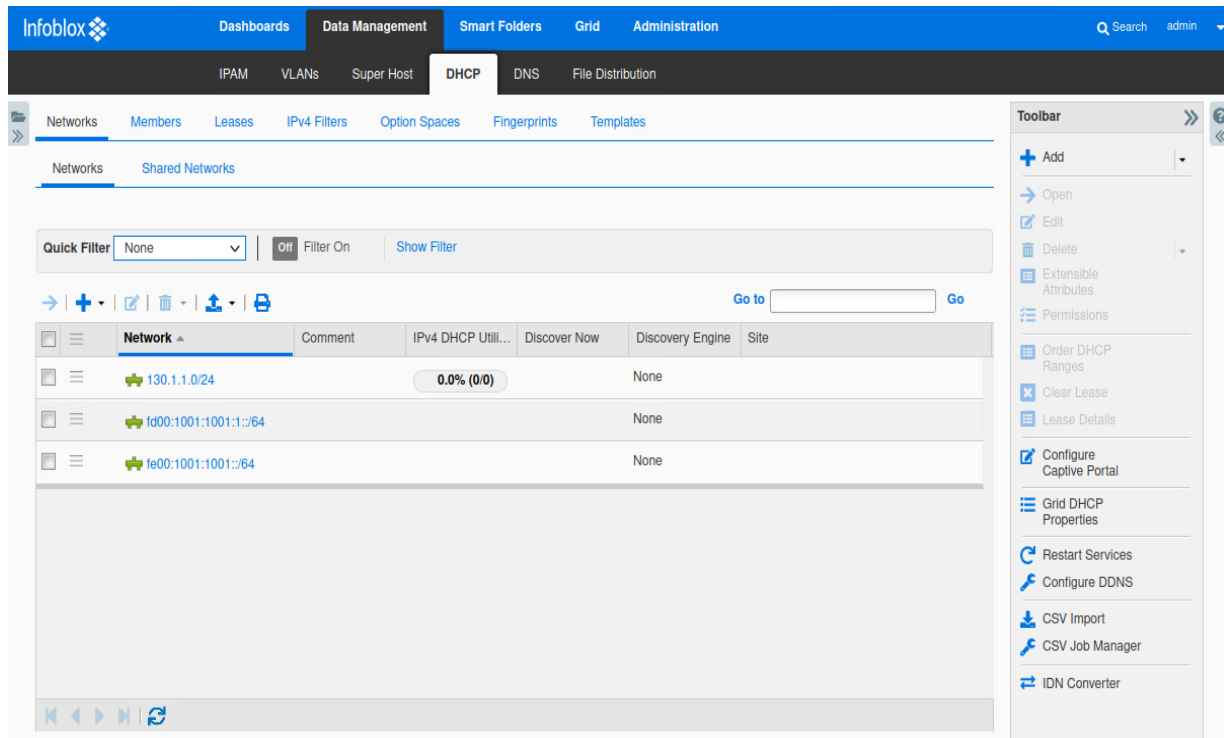 Infoblox Dashboards Data Management Smart Folders Grid Administration Search admin
IPAM VLANs Super Host DHCP DNS File Distribution
Networks Members Leases IPv4 Filters Option Spaces Fingerprints Templates
Networks Shared Networks
Quick Filter None Off Filter On Show Filter
Go to Go
Network Comment IPv4 DHCP Utili... Discover Now Discovery Engine Site
130.1.1.0/24 0.0% (0/0) None
fd00:1001:1001:1::/64 None
fe00:1001:1001::/64 None
Toolbar
Add
Open
Edit
Delete
Extensible
Attributes
Permissions
Order DHCP
Ranges
Clear Lease
Lease Details
Configure
Captive Portal
Grid DHCP
Properties
Restart Services
Configure DDNS
CSV Import
CSV Job Manager
IDN Converter